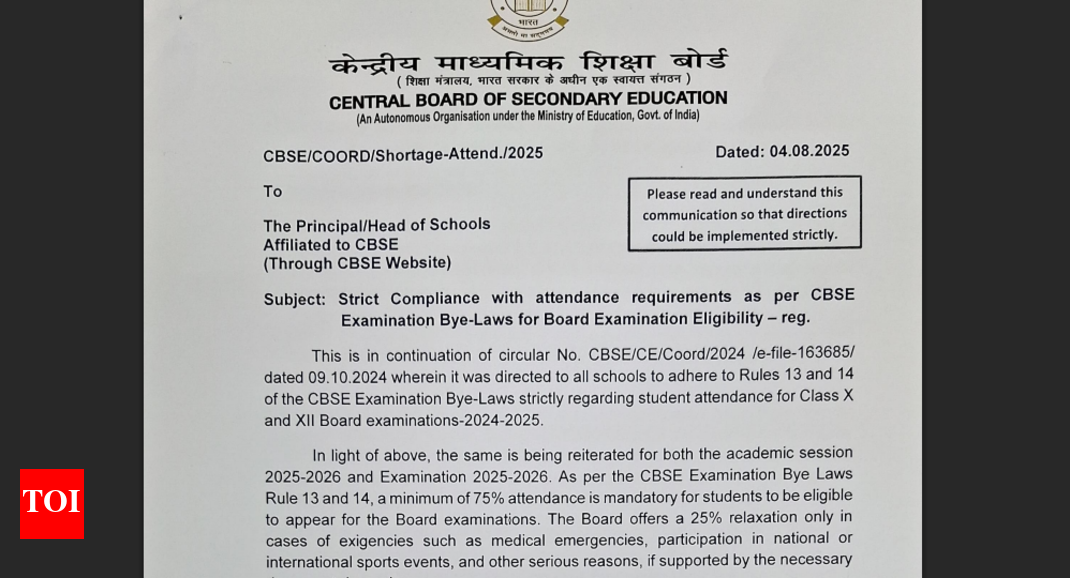 भारत
असतो मा सद्गमय
केन्द्रीय माध्यमिक शिक्षा बोर्ड
( शिक्षा मंत्रालय, भारत सरकार के अधीन एक स्वायत्त संगठन )
CENTRAL BOARD OF SECONDARY EDUCATION
(An Autonomous Organisation under the Ministry of Education, Govt. of India)
CBSE/COORD/Shortage-Attend./2025
Dated: 04.08.2025
To
Please read and understand this
communication so that directions
could be implemented strictly.
The Principal/Head of Schools
Affiliated to CBSE
(Through CBSE Website)
Subject: Strict Compliance with attendance requirements as per CBSE
Examination Bye-Laws for Board Examination Eligibility – reg.
This is in continuation of circular No. CBSE/CE/Coord/2024 /e-file-163685/
dated 09.10.2024 wherein it was directed to all schools to adhere to Rules 13 and 14
of the CBSE Examination Bye-Laws strictly regarding student attendance for Class X
and XII Board examinations-2024-2025.
In light of above, the same is being reiterated for both the academic session
2025-2026 and Examination 2025-2026. As per the CBSE Examination Bye Laws
Rule 13 and 14, a minimum of 75% attendance is mandatory for students to be eligible
to appear for the Board examinations. The Board offers a 25% relaxation only in
cases of exigencies such as medical emergencies, participation in national or
international sports events, and other serious reasons, if supported by the necessary
TOI